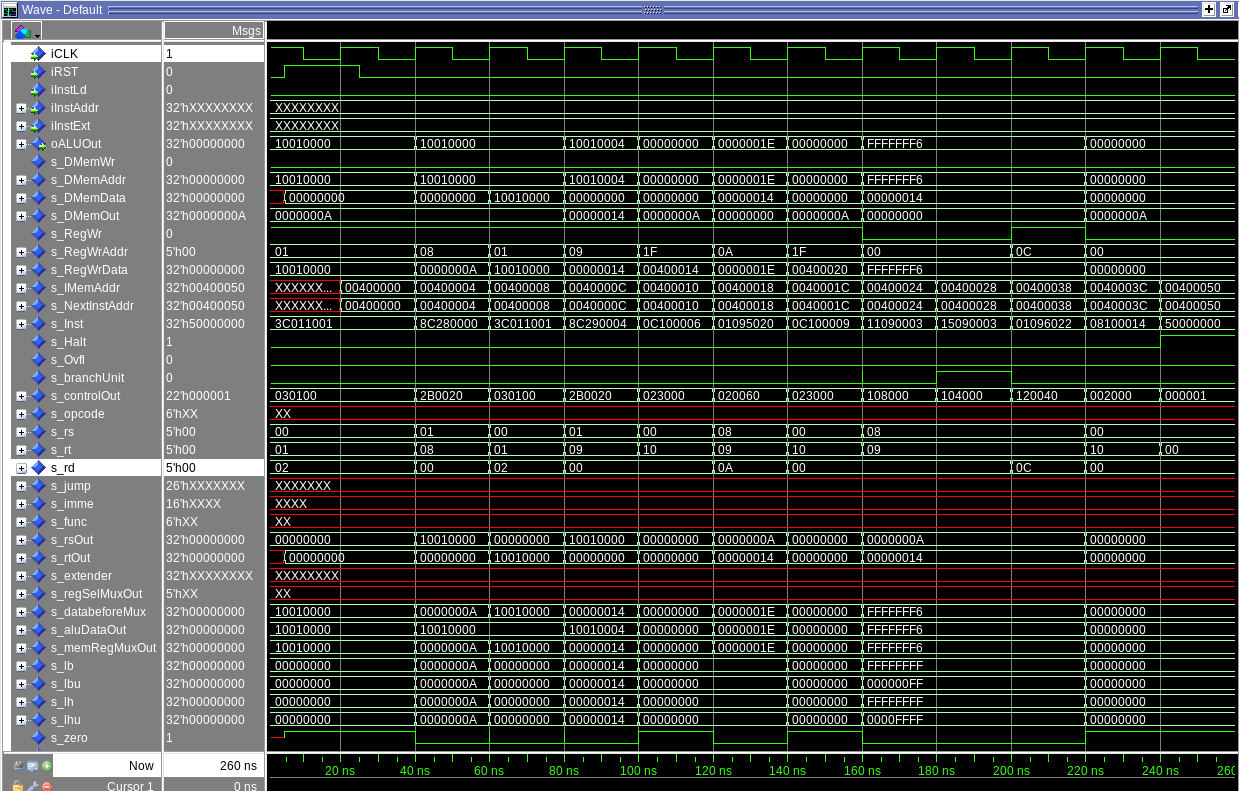 Wave - Default
Msgs
iCLK 1
iRST 0
iInstLd 0
iInstAddr 32'hXXXXXXXX XXXXXXXX
iInstExt 32'hXXXXXXXX XXXXXXXX
oALUOut 32'h00000000 10010000 10010000 10010004 00000000 0000001E 00000000 FFFFFFF6 00000000
s_DMemWr 0
s_DMemAddr 32'h00000000 10010000 10010000 10010004 00000000 0000001E 00000000 FFFFFFF6 00000000
s_DMemData 32'h00000000 00000000 00000000 10010000 00000000 00000000 00000014 00000000 00000014 00000000
s_DMemOut 32'h0000000A 0000000A 00000014 0000000A 00000000 0000000A 00000000 0000000A
s_RegWr 0
s_RegWrAddr 5'h00 01 08 01 09 1F 0A 1F 00 0C 00
s_RegWrData 32'h00000000 10010000 0000000A 10010000 00000014 00400014 0000001E 00400020 FFFFFFF6 00000000
s_IMemAddr 32'h00400050 XXXXXX... 00400000 00400004 00400008 0040000C 00400010 00400018 0040001C 00400024 00400028 00400038 0040003C 00400050
s_NextInstAddr 32'h00400050 XXXXXX... 00400000 00400004 00400008 0040000C 00400010 00400018 0040001C 00400024 00400028 00400038 0040003C 00400050
s_Inst 32'h50000000 3C011001 8C280000 3C011001 8C290004 0C100006 01095020 0C100009 11090003 15090003 01096022 08100014 50000000
s_Halt 1
s_Ovfl 0
s_branchUnit 0
s_controlOut 22'h000001 030100 2B0020 030100 2B0020 023000 020060 023000 108000 104000 120040 002000 000001
s_opcode 6'hXX XX
s_rs 5'h00 00 01 00 01 00 08 00 08 00
s_rt 5'h00 01 08 01 09 10 09 10 09 10 00
s_rd 5'h00 02 00 02 00 0A 00 0C 00
s_jump 26'hXXXXXXX XXXXXXX
s_imme 16'hXXXX XXXX
s_func 6'hXX XX
s_rsOut 32'h00000000 00000000 10010000 00000000 10010000 00000000 0000000A 00000000 0000000A 00000000
s_rtOut 32'h00000000 00000000 00000000 10010000 00000000 00000000 00000014 00000000 00000014 00000000
s_extender 32'hXXXXXXXX XXXXXXXX
s_regSelMuxOut 5'hXX XX
s_databeforeMux 32'h00000000 10010000 0000000A 10010000 00000014 00000000 0000001E 00000000 FFFFFFF6 00000000
s_aluDataOut 32'h00000000 10010000 10010000 10010004 00000000 0000001E 00000000 FFFFFFF6 00000000
s_memRegMuxOut 32'h00000000 10010000 0000000A 10010000 00000014 00000000 0000001E 00000000 FFFFFFF6 00000000
s_lb 32'h00000000 00000000 0000000A 00000000 00000014 00000000 00000000 FFFFFFFF 00000000
s_lbu 32'h00000000 00000000 0000000A 00000000 00000014 00000000 00000000 000000FF 00000000
s_lh 32'h00000000 00000000 0000000A 00000000 00000014 00000000 00000000 FFFFFFFF 00000000
s_lhu 32'h00000000 00000000 0000000A 00000000 00000014 00000000 00000000 0000FFFF 00000000
s_zero 1
Now 260 ns 20 ns 40 ns 60 ns 80 ns 100 ns 120 ns 140 ns 160 ns 180 ns 200 ns 220 ns 240 ns 260
Cursor 1 0 ns